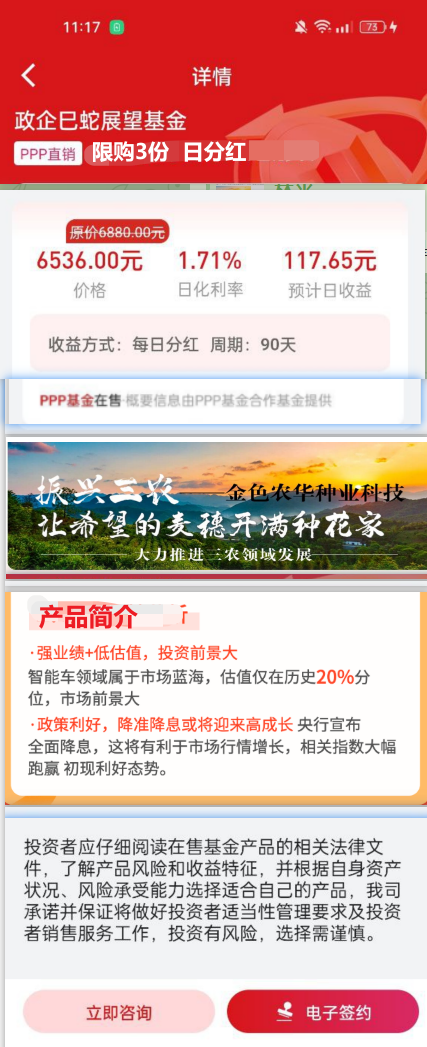 11:17
73
详情
政企巳蛇展望基金
PPP直销 限购3份 日分红
原价6880.00元
6536.00元 1.71% 117.65元
价格 日化利率 预计日收益
收益方式：每日分红 周期：90天
PPP基金在售·概要信息由PPP基金合作基金提供
振兴三农 金色农华种业科技
让希望的麦穗开满种花家
大力推进三农领域发展
产品简介
·强业绩+低估值，投资前景大
智能车领域属于市场蓝海，估值仅在历史20%分
位，市场前景大
·政策利好，降准降息或将迎来高成长 央行宣布
全面降息，这将有利于市场行情增长，相关指数大幅
跑赢 初现利好态势。
投资者应仔细阅读在售基金产品的相关法律文
件，了解产品风险和收益特征，并根据自身资产
状况、风险承受能力选择适合自己的产品，我司
承诺并保证将做好投资者适当性管理要求及投资
者销售服务工作，投资有风险，选择需谨慎。
立即咨询 电子签约